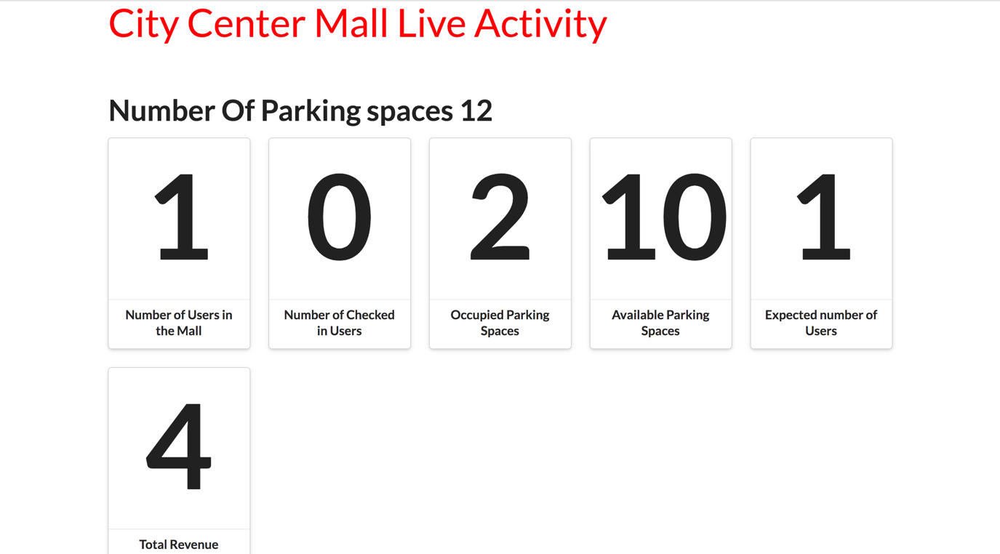 City Center Mall Live Activity
Number Of Parking spaces 12
1
Number of Users in
the Mall
0
Number of Checked
in Users
2
Occupied Parking
Spaces
10
Available Parking
Spaces
1
Expected number of
Users
4
Total Revenue